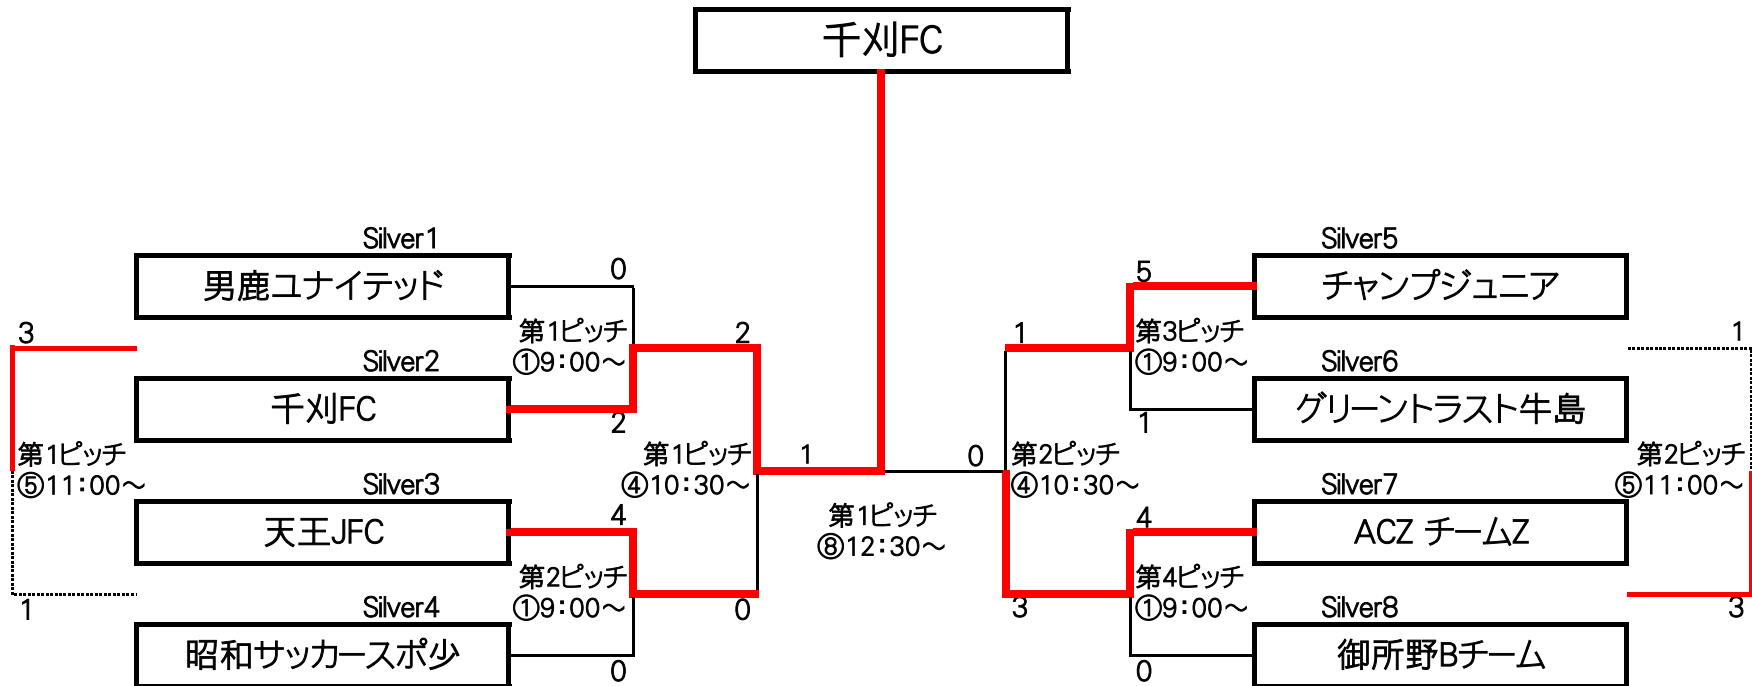 千刈FC
Silver1
男鹿ユナイテッド
0
第1ピッチ
①9:00～
3
2
Silver2
千刈FC
2
第1ピッチ
⑤11:00～
第1ピッチ
④10:30～
1
Silver3
天王JFC
4
第2ピッチ
①9:00～
1
0
Silver4
昭和サッカースポ少
0
第1ピッチ
⑧12:30～
Silver5
5
チャンプジュニア
1
第3ピッチ
①9:00～
1
Silver6
グリーントラスト牛島
1
0
第2ピッチ
④10:30～
第2ピッチ
⑤11:00～
Silver7
4
ACZ チームZ
第4ピッチ
①9:00～
3
3
Silver8
御所野Bチーム
0